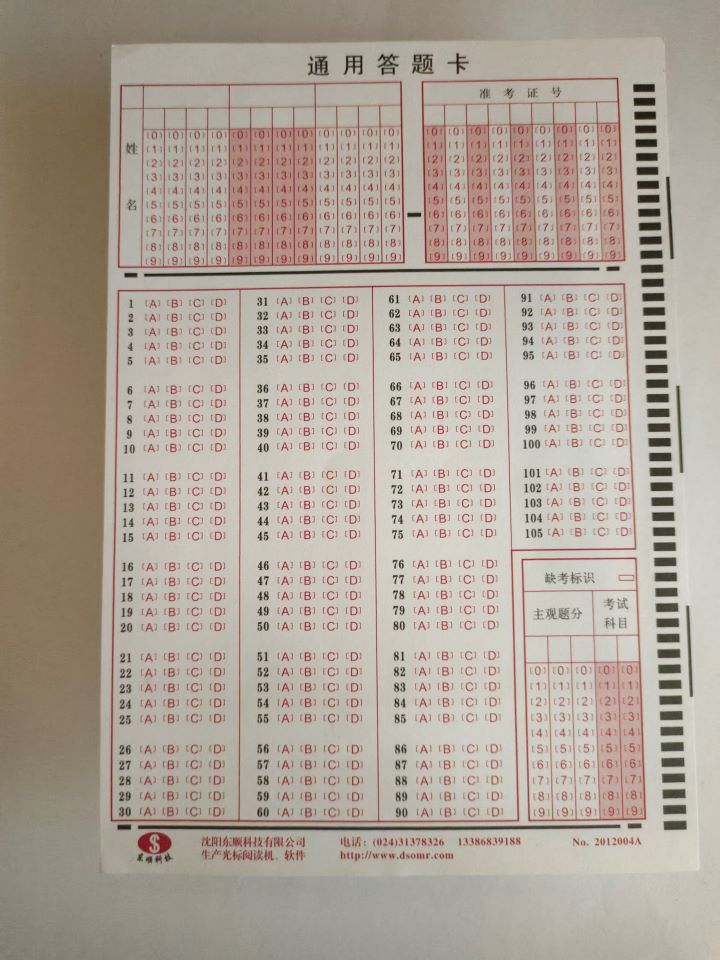 通用答题卡
准考证号
姓名
[0] [0] [0] [0] [0] [0] [0] [0] [0] [0] [0] [0] [0] [0] [0] [0] [0] [0] [0] [0] [0]
[1] [1] [1] [1] [1] [1] [1] [1] [1] [1] [1] [1] [1] [1] [1] [1] [1] [1] [1] [1] [1]
[2] [2] [2] [2] [2] [2] [2] [2] [2] [2] [2] [2] [2] [2] [2] [2] [2] [2] [2] [2] [2]
[3] [3] [3] [3] [3] [3] [3] [3] [3] [3] [3] [3] [3] [3] [3] [3] [3] [3] [3] [3] [3]
[4] [4] [4] [4] [4] [4] [4] [4] [4] [4] [4] [4] [4] [4] [4] [4] [4] [4] [4] [4] [4]
[5] [5] [5] [5] [5] [5] [5] [5] [5] [5] [5] [5] [5] [5] [5] [5] [5] [5] [5] [5] [5]
[6] [6] [6] [6] [6] [6] [6] [6] [6] [6] [6] [6] [6] [6] [6] [6] [6] [6] [6] [6] [6]
[7] [7] [7] [7] [7] [7] [7] [7] [7] [7] [7] [7] [7] [7] [7] [7] [7] [7] [7] [7] [7]
[8] [8] [8] [8] [8] [8] [8] [8] [8] [8] [8] [8] [8] [8] [8] [8] [8] [8] [8] [8] [8]
[9] [9] [9] [9] [9] [9] [9] [9] [9] [9] [9] [9] [9] [9] [9] [9] [9] [9] [9] [9] [9]
1 [A] [B] [C] [D] 31 [A] [B] [C] [D] 61 [A] [B] [C] [D] 91 [A] [B] [C] [D]
2 [A] [B] [C] [D] 32 [A] [B] [C] [D] 62 [A] [B] [C] [D] 92 [A] [B] [C] [D]
3 [A] [B] [C] [D] 33 [A] [B] [C] [D] 63 [A] [B] [C] [D] 93 [A] [B] [C] [D]
4 [A] [B] [C] [D] 34 [A] [B] [C] [D] 64 [A] [B] [C] [D] 94 [A] [B] [C] [D]
5 [A] [B] [C] [D] 35 [A] [B] [C] [D] 65 [A] [B] [C] [D] 95 [A] [B] [C] [D]
6 [A] [B] [C] [D] 36 [A] [B] [C] [D] 66 [A] [B] [C] [D] 96 [A] [B] [C] [D]
7 [A] [B] [C] [D] 37 [A] [B] [C] [D] 67 [A] [B] [C] [D] 97 [A] [B] [C] [D]
8 [A] [B] [C] [D] 38 [A] [B] [C] [D] 68 [A] [B] [C] [D] 98 [A] [B] [C] [D]
9 [A] [B] [C] [D] 39 [A] [B] [C] [D] 69 [A] [B] [C] [D] 99 [A] [B] [C] [D]
10 [A] [B] [C] [D] 40 [A] [B] [C] [D] 70 [A] [B] [C] [D] 100 [A] [B] [C] [D]
11 [A] [B] [C] [D] 41 [A] [B] [C] [D] 71 [A] [B] [C] [D] 101 [A] [B] [C] [D]
12 [A] [B] [C] [D] 42 [A] [B] [C] [D] 72 [A] [B] [C] [D] 102 [A] [B] [C] [D]
13 [A] [B] [C] [D] 43 [A] [B] [C] [D] 73 [A] [B] [C] [D] 103 [A] [B] [C] [D]
14 [A] [B] [C] [D] 44 [A] [B] [C] [D] 74 [A] [B] [C] [D] 104 [A] [B] [C] [D]
15 [A] [B] [C] [D] 45 [A] [B] [C] [D] 75 [A] [B] [C] [D] 105 [A] [B] [C] [D]
16 [A] [B] [C] [D] 46 [A] [B] [C] [D] 76 [A] [B] [C] [D]
17 [A] [B] [C] [D] 47 [A] [B] [C] [D] 77 [A] [B] [C] [D]
18 [A] [B] [C] [D] 48 [A] [B] [C] [D] 78 [A] [B] [C] [D]
19 [A] [B] [C] [D] 49 [A] [B] [C] [D] 79 [A] [B] [C] [D]
20 [A] [B] [C] [D] 50 [A] [B] [C] [D] 80 [A] [B] [C] [D]
21 [A] [B] [C] [D] 51 [A] [B] [C] [D] 81 [A] [B] [C] [D]
22 [A] [B] [C] [D] 52 [A] [B] [C] [D] 82 [A] [B] [C] [D]
23 [A] [B] [C] [D] 53 [A] [B] [C] [D] 83 [A] [B] [C] [D]
24 [A] [B] [C] [D] 54 [A] [B] [C] [D] 84 [A] [B] [C] [D]
25 [A] [B] [C] [D] 55 [A] [B] [C] [D] 85 [A] [B] [C] [D]
26 [A] [B] [C] [D] 56 [A] [B] [C] [D] 86 [A] [B] [C] [D]
27 [A] [B] [C] [D] 57 [A] [B] [C] [D] 87 [A] [B] [C] [D]
28 [A] [B] [C] [D] 58 [A] [B] [C] [D] 88 [A] [B] [C] [D]
29 [A] [B] [C] [D] 59 [A] [B] [C] [D] 89 [A] [B] [C] [D]
30 [A] [B] [C] [D] 60 [A] [B] [C] [D] 90 [A] [B] [C] [D]
缺考标识
主观题分 考试科目
[0] [0] [0] [0] [0]
[1] [1] [1] [1] [1]
[2] [2] [2] [2] [2]
[3] [3] [3] [3] [3]
[4] [4] [4] [4] [4]
[5] [5] [5] [5] [5]
[6] [6] [6] [6] [6]
[7] [7] [7] [7] [7]
[8] [8] [8] [8] [8]
[9] [9] [9] [9] [9]
东顺科技
沈阳东顺科技有限公司 电话：(024)31378326 13386839188 No. 2012004A
生产光标阅读机、软件 http://www.dsomr.com